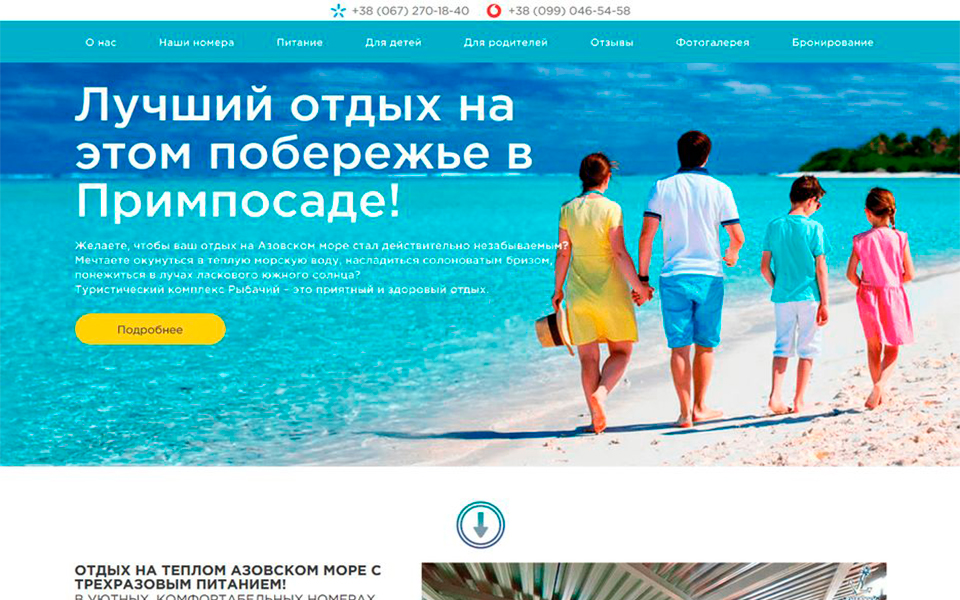 +38 (067) 270-18-40 +38 (099) 046-54-58
О нас Наши номера Питание Для детей Для родителей Отзывы Фотогалерея Бронирование
Лучший отдых на
этом побережье в
Примпосаде!
Желаете, чтобы ваш отдых на Азовском море стал действительно незабываемым?
Мечтаете окунуться в теплую морскую воду, насладиться солоноватым бризом,
понежиться в лучах ласкового южного солнца?
Туристический комплекс Рыбачий – это приятный и здоровый отдых.
Подробнее
ОТДЫХ НА ТЕПЛОМ АЗОВСКОМ МОРЕ С
ТРЕХРАЗОВЫМ ПИТАНИЕМ!
В УЮТНЫХ, КОМФОРТАБЕЛЬНЫХ НОМЕРАХ